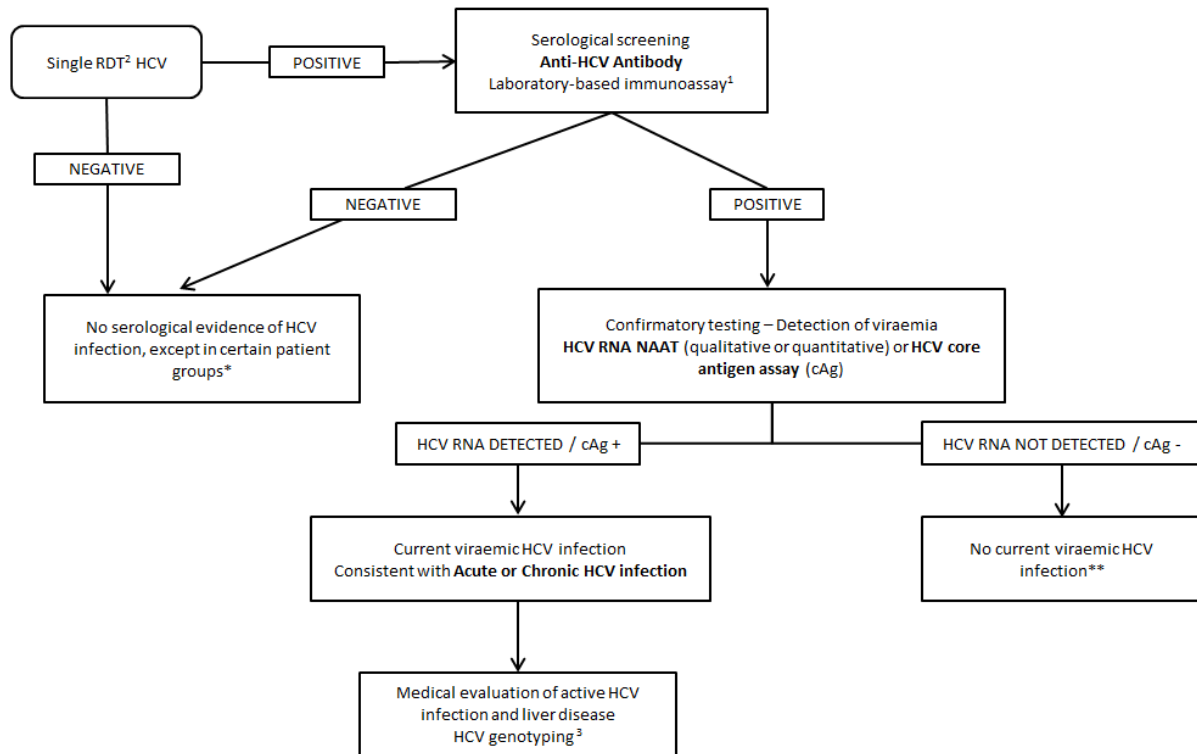 Single RDT² HCV
POSITIVE
Serological screening
Anti-HCV Antibody
Laboratory-based immunoassay¹
NEGATIVE
NEGATIVE
POSITIVE
No serological evidence of HCV
infection, except in certain patient
groups*
Confirmatory testing – Detection of viraemia
HCV RNA NAAT (qualitative or quantitative) or HCV core
antigen assay (cAg)
HCV RNA DETECTED / cAg +
HCV RNA NOT DETECTED / cAg -
Current viraemic HCV infection
Consistent with Acute or Chronic HCV infection
No current viraemic HCV
infection**
Medical evaluation of active HCV
infection and liver disease
HCV genotyping³